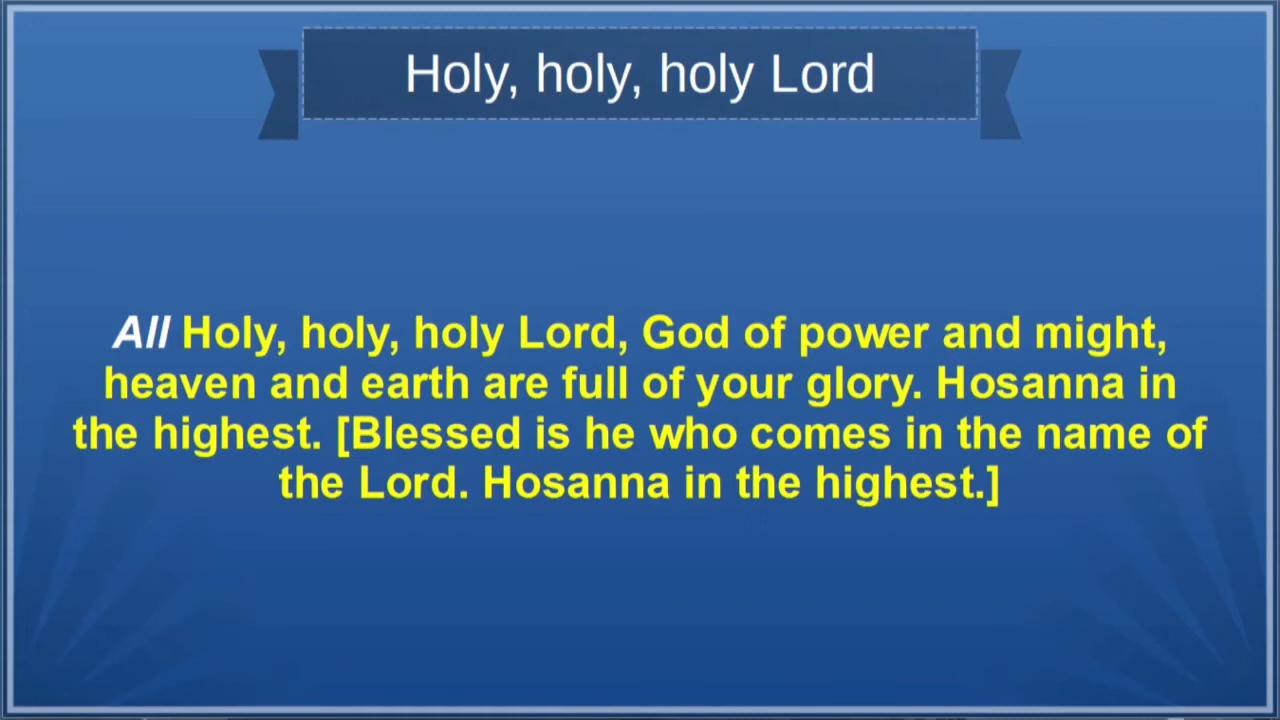 Holy, holy, holy Lord
All Holy, holy, holy Lord, God of power and might,
heaven and earth are full of your glory. Hosanna in
the highest. [Blessed is he who comes in the name of
the Lord. Hosanna in the highest.]